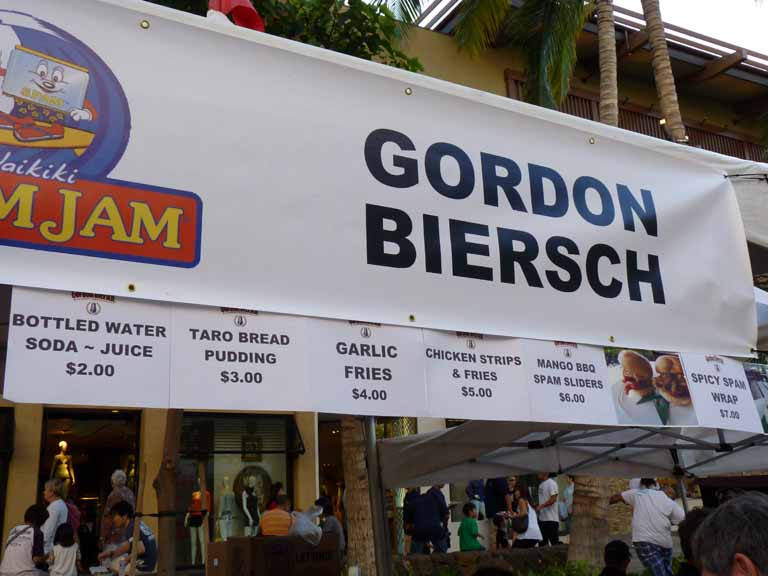 SPAM
Waikiki
M JAM
GORDON
BIERSCH
BOTTLED WATER
SODA ~ JUICE
$2.00
TARO BREAD
PUDDING
$3.00
GARLIC
FRIES
$4.00
CHICKEN STRIPS
& FRIES
$5.00
MANGO BBQ
SPAM SLIDERS
$6.00
SPICY SPAM
WRAP
$7.00